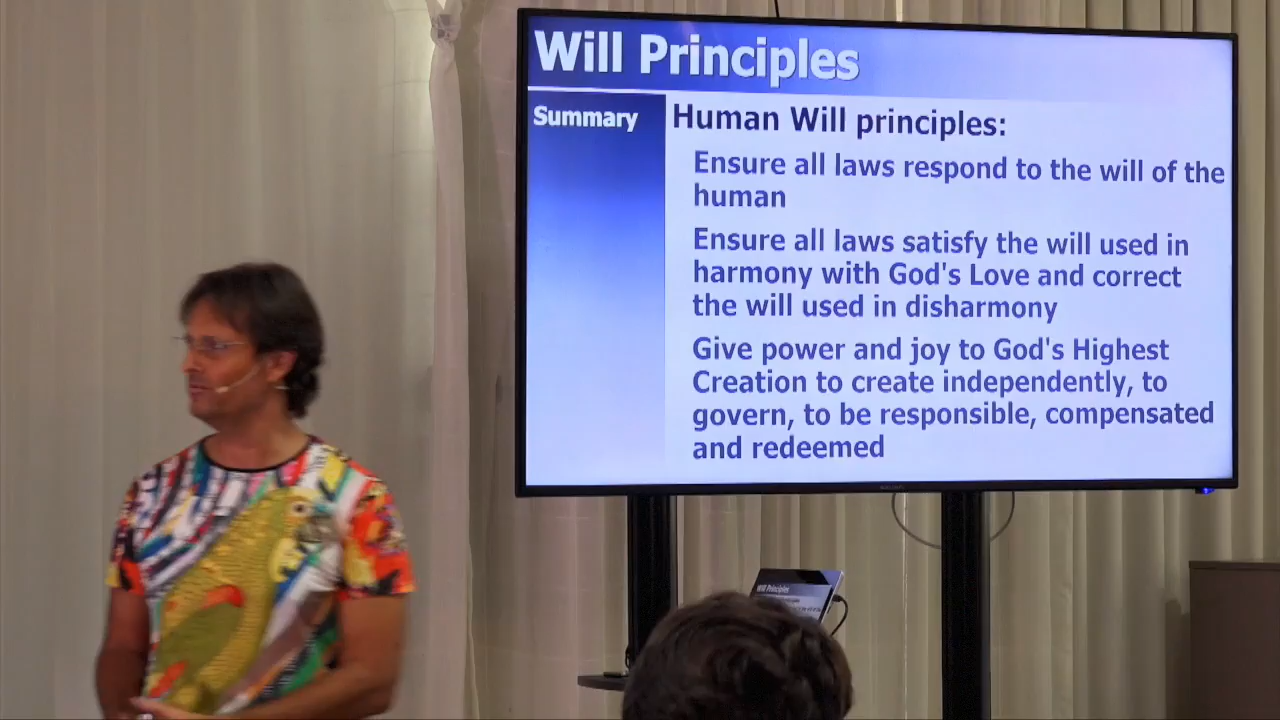 Will Principles
Summary
Human Will principles:
Ensure all laws respond to the will of the
human
Ensure all laws satisfy the will used in
harmony with God's Love and correct
the will used in disharmony
Give power and joy to God's Highest
Creation to create independently, to
govern, to be responsible, compensated
and redeemed
Will Principles